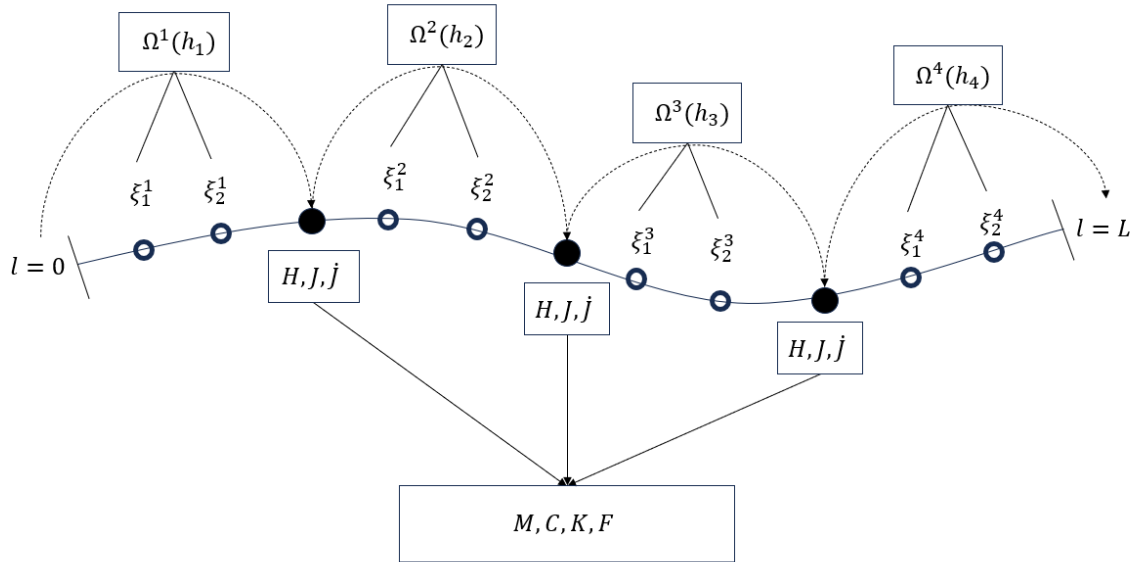 Ω¹(h₁)
Ω²(h₂)
Ω³(h₃)
Ω⁴(h₄)
ξ₁¹
ξ₂¹
ξ₁²
ξ₂²
ξ₁³
ξ₂³
ξ₁⁴
ξ₂⁴
l = 0
l = L
H, J, J̇
H, J, J̇
H, J, J̇
M, C, K, F